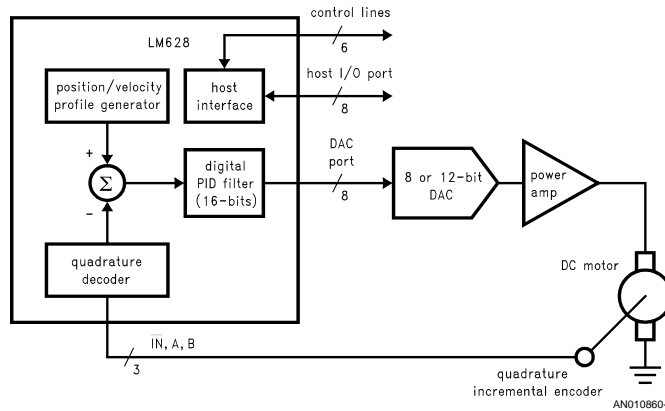 LM628
control lines
6
position/velocity
profile generator
host
interface
host I/O port
8
+
Σ
−
digital
PID filter
(16-bits)
DAC
port
8
8 or 12-bit
DAC
power
amp
quadrature
decoder
DC motor
IN, A, B
3
quadrature
incremental encoder